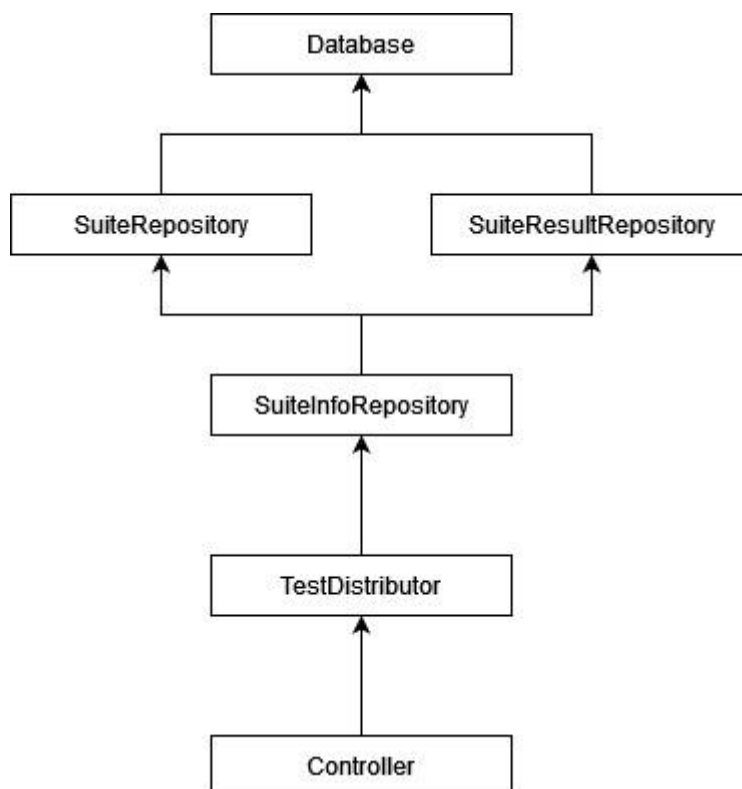 Database
SuiteRepository
SuiteResultRepository
SuiteInfoRepository
TestDistributor
Controller